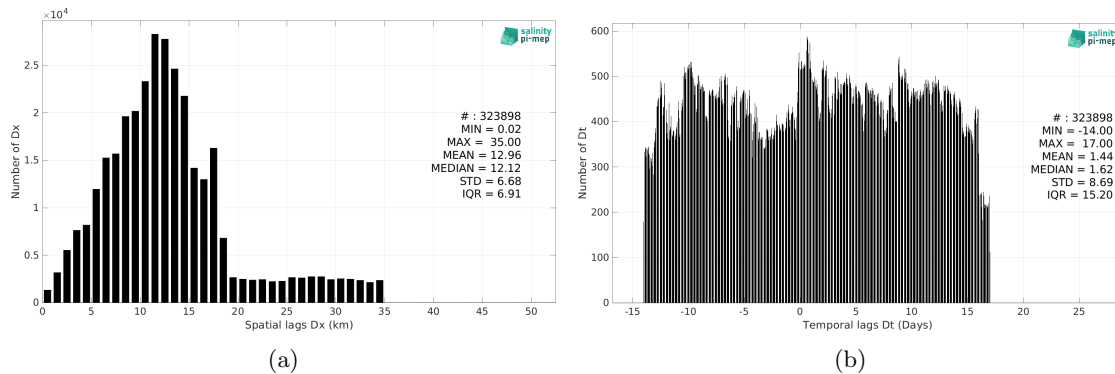 ×10⁴
2.5
2
1.5
1
0.5
0
0 5 10 15 20 25 30 35 40 45 50
Number of Dx
Spatial lags Dx (km)
salinity
pi-mep
# : 323898
MIN = 0.02
MAX = 35.00
MEAN = 12.96
MEDIAN = 12.12
STD = 6.68
IQR = 6.91
(a)
600
500
400
300
200
100
0
-15 -10 -5 0 5 10 15 20 25
Number of Dt
Temporal lags Dt (Days)
salinity
pi-mep
# : 323898
MIN = -14.00
MAX = 17.00
MEAN = 1.44
MEDIAN = 1.62
STD = 8.69
IQR = 15.20
(b)